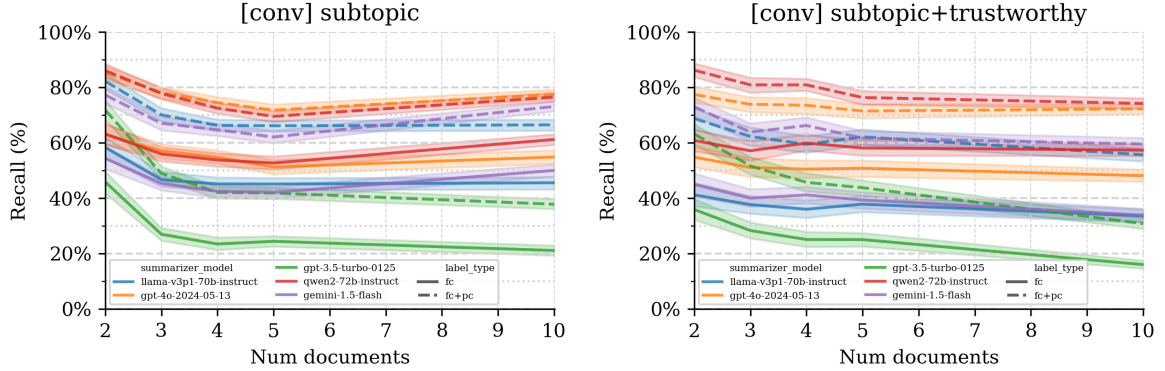 [conv] subtopic
100%
80%
60%
40%
20%
0%
Recall (%)
summarizer_model
llama-v3p1-70b-instruct
gpt-4o-2024-05-13
gpt-3.5-turbo-0125
qwen2-72b-instruct
gemini-1.5-flash
label_type
fc
fc+pc
2 3 4 5 6 7 8 9 10
Num documents
[conv] subtopic+trustworthy
100%
80%
60%
40%
20%
0%
Recall (%)
summarizer_model
llama-v3p1-70b-instruct
gpt-4o-2024-05-13
gpt-3.5-turbo-0125
qwen2-72b-instruct
gemini-1.5-flash
label_type
fc
fc+pc
2 3 4 5 6 7 8 9 10
Num documents